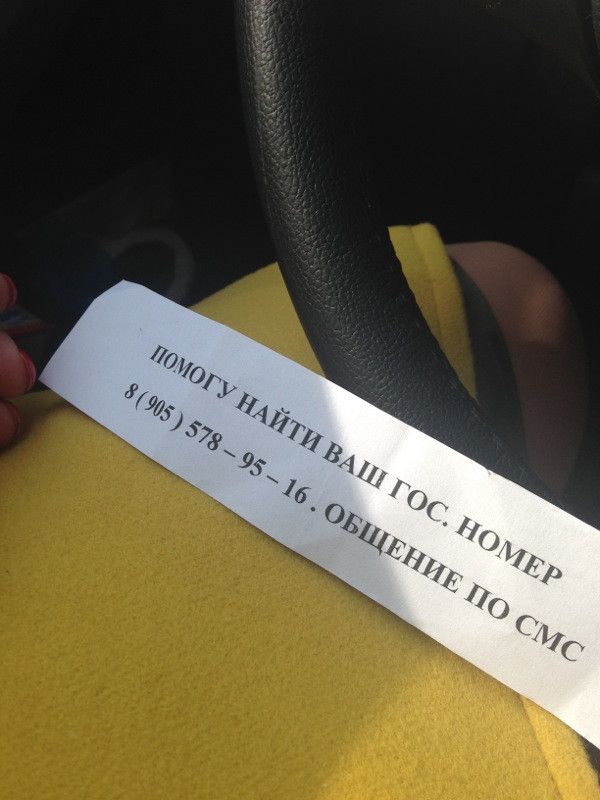 ПОМОГУ НАЙТИ ВАШ ГОС. НОМЕР
8 ( 905 ) 578 – 95 – 16 . ОБЩЕНИЕ ПО СМС